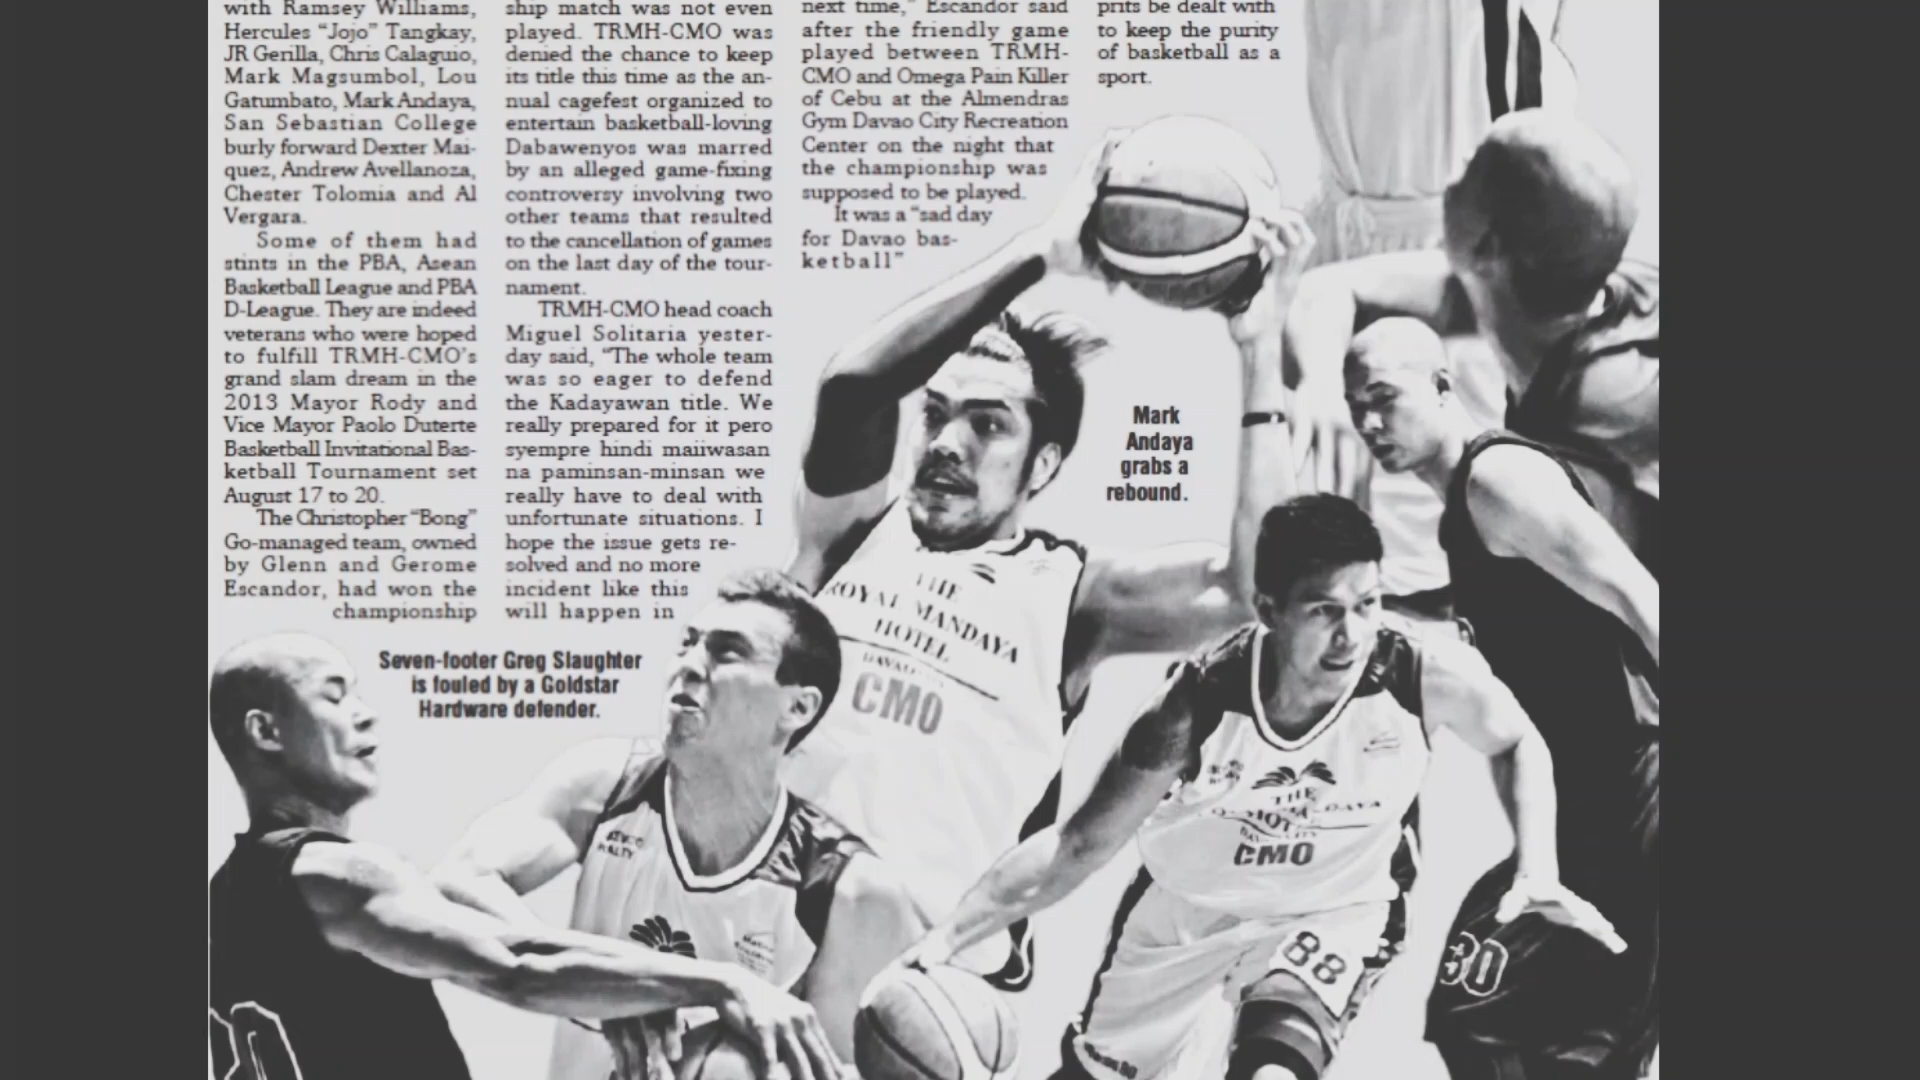 with Ramsey Williams,
Hercules “Jojo” Tangkay,
JR Gerilla, Chris Calaguio,
Mark Magsumbol, Lou
Gatumbato, Mark Andaya,
San Sebastian College
burly forward Dexter Mai-
quez, Andrew Avellanoza,
Chester Tolomia and Al
Vergara.
Some of them had
stints in the PBA, Asean
Basketball League and PBA
D-League. They are indeed
veterans who were hoped
to fulfill TRMH-CMO’s
grand slam dream in the
2013 Mayor Rody and
Vice Mayor Paolo Duterte
Basketball Invitational Bas-
ketball Tournament set
August 17 to 20.
The Christopher “Bong”
Go-managed team, owned
by Glenn and Gerome
Escandor, had won the
championship
ship match was not even
played. TRMH-CMO was
denied the chance to keep
its title this time as the an-
nual cagefest organized to
entertain basketball-loving
Dabawenyos was marred
by an alleged game-fixing
controversy involving two
other teams that resulted
to the cancellation of games
on the last day of the tour-
nament.
TRMH-CMO head coach
Miguel Solitaria yester-
day said, “The whole team
was so eager to defend
the Kadayawan title. We
really prepared for it pero
syempre hindi maiiwasan
na paminsan-minsan we
really have to deal with
unfortunate situations. I
hope the issue gets re-
solved and no more
incident like this
will happen in
next time,” Escandor said
after the friendly game
played between TRMH-
CMO and Omega Pain Killer
of Cebu at the Almendras
Gym Davao City Recreation
Center on the night that
the championship was
supposed to be played.
It was a “sad day
for Davao bas-
ketball”
prits be dealt with
to keep the purity
of basketball as a
sport.
Mark
Andaya
grabs a
rebound.
Seven-footer Greg Slaughter
is fouled by a Goldstar
Hardware defender.
THE
ROYAL MANDAYA
HOTEL
DAVAO CITY
CMO
THE
CMO
88
30